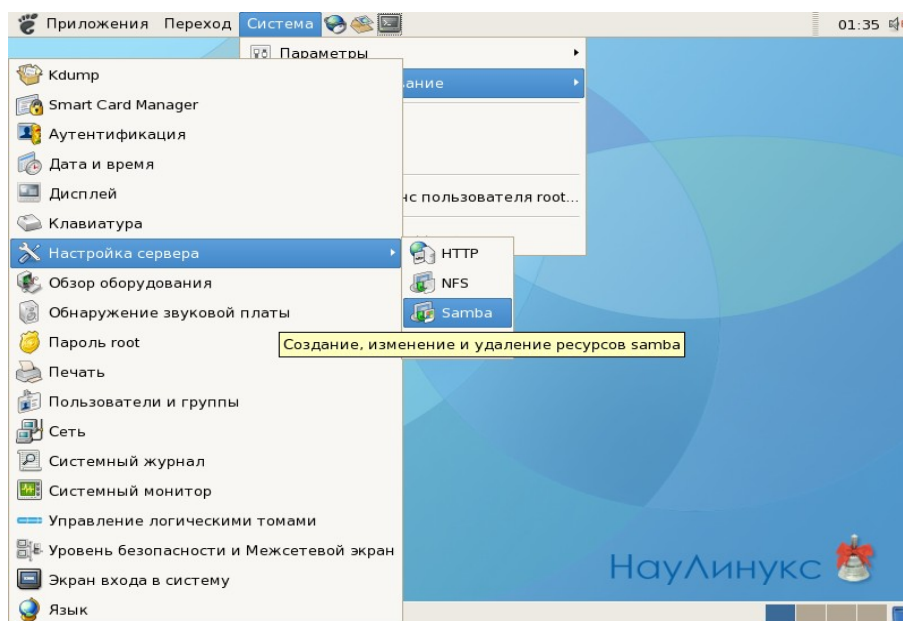 Приложения Переход Система 01:35
Параметры
ание
нс пользователя root...
Kdump
Smart Card Manager
Аутентификация
Дата и время
Дисплей
Клавиатура
Настройка сервера
Обзор оборудования
Обнаружение звуковой платы
Пароль root
Печать
Пользователи и группы
Сеть
Системный журнал
Системный монитор
Управление логическими томами
Уровень безопасности и Межсетевой экран
Экран входа в систему
Язык
HTTP
NFS
Samba
Создание, изменение и удаление ресурсов samba
НауЛинукс